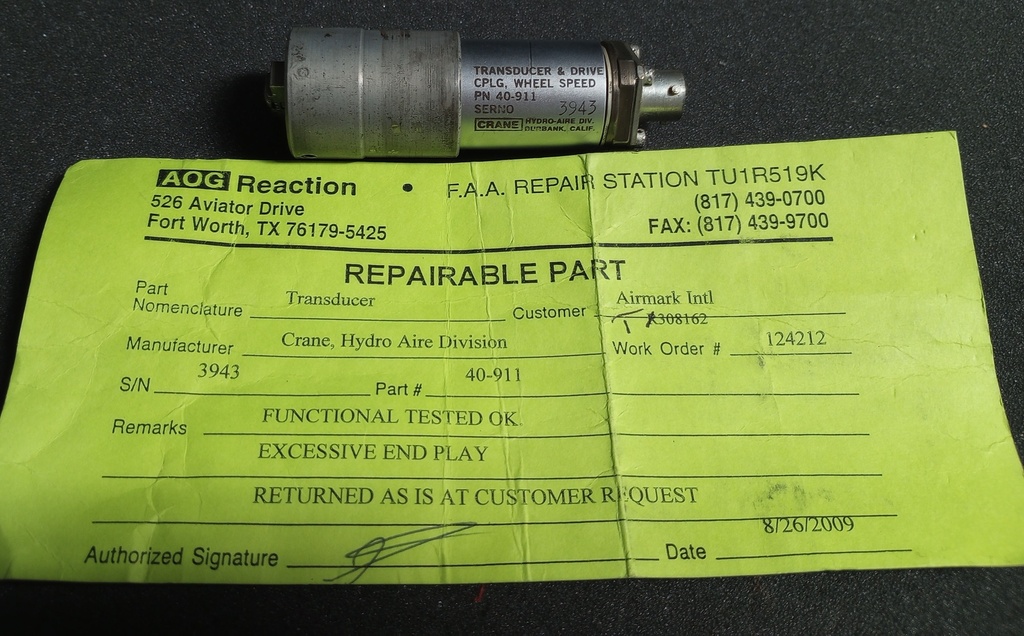 TRANSDUCER & DRIVE
CPLG, WHEEL SPEED
PN 40-911
SERNO 3943
CRANE HYDRO-AIRE DIV.
BURBANK, CALIF.
AOG Reaction • F.A.A. REPAIR STATION TU1R519K
526 Aviator Drive (817) 439-0700
Fort Worth, TX 76179-5425 FAX: (817) 439-9700
REPAIRABLE PART
Part Nomenclature Transducer Customer Airmark Intl
308162
Manufacturer Crane, Hydro Aire Division Work Order # 124212
S/N 3943 Part # 40-911
Remarks FUNCTIONAL TESTED OK.
EXCESSIVE END PLAY
RETURNED AS IS AT CUSTOMER REQUEST
Authorized Signature Date 8/26/2009